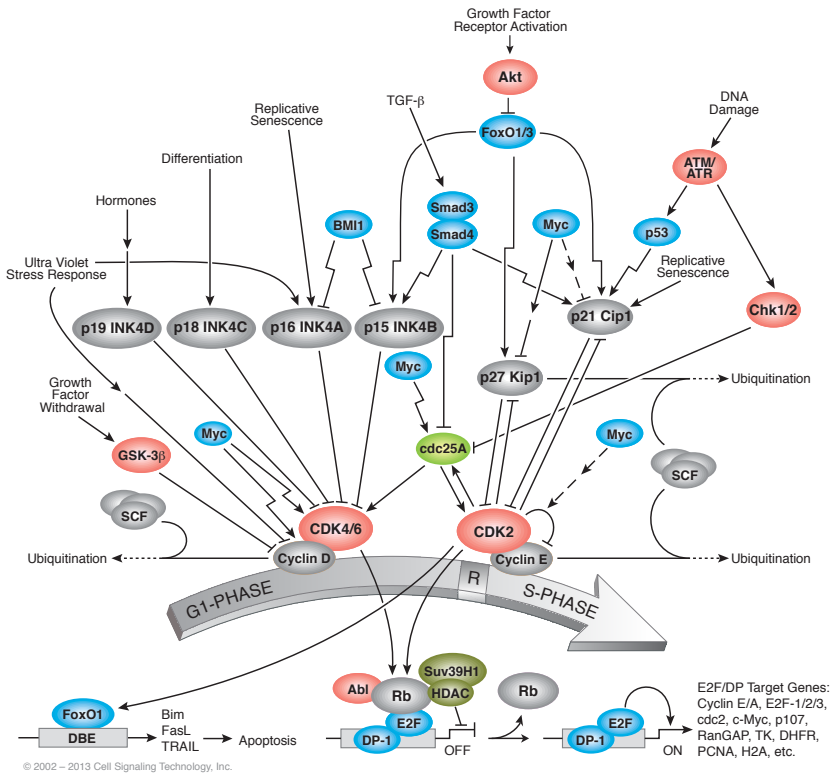 Growth Factor
Receptor Activation
Akt
TGF-β
DNA
Damage
Replicative
Senescence
FoxO1/3
Differentiation
ATM/
ATR
Hormones
Smad3
Smad4
BMI1
Myc
p53
Ultra Violet
Stress Response
Replicative
Senescence
p19 INK4D
p18 INK4C
p16 INK4A
p15 INK4B
p21 Cip1
Chk1/2
Myc
p27 Kip1
Ubiquitination
Growth
Factor
Withdrawal
Myc
Myc
GSK-3β
cdc25A
SCF
SCF
CDK4/6
CDK2
Ubiquitination
Cyclin D
Cyclin E
Ubiquitination
G1-PHASE
R
S-PHASE
Suv39H1
HDAC
Abl
Rb
Rb
E2F
DP-1
OFF
FoxO1
DBE
Bim
FasL
TRAIL
Apoptosis
E2F
DP-1
ON
E2F/DP Target Genes:
Cyclin E/A, E2F-1/2/3,
cdc2, c-Myc, p107,
RanGAP, TK, DHFR,
PCNA, H2A, etc.
© 2002 – 2013 Cell Signaling Technology, Inc.